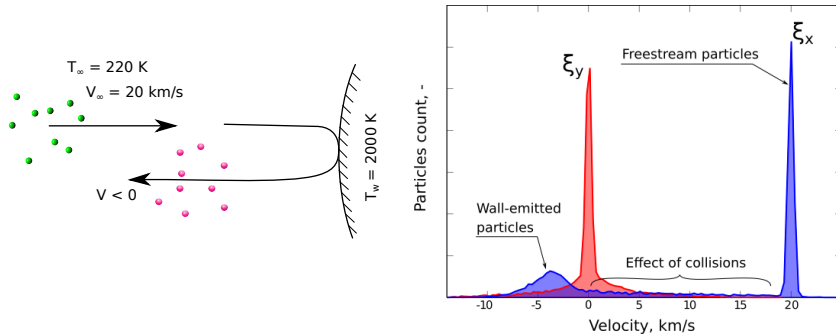 T∞ = 220 K
V∞ = 20 km/s
V < 0
Tw = 2000 K
Particles count, -
ξy
ξx
Freestream particles
Wall-emitted
particles
Effect of collisions
-10 -5 0 5 10 15 20
Velocity, km/s